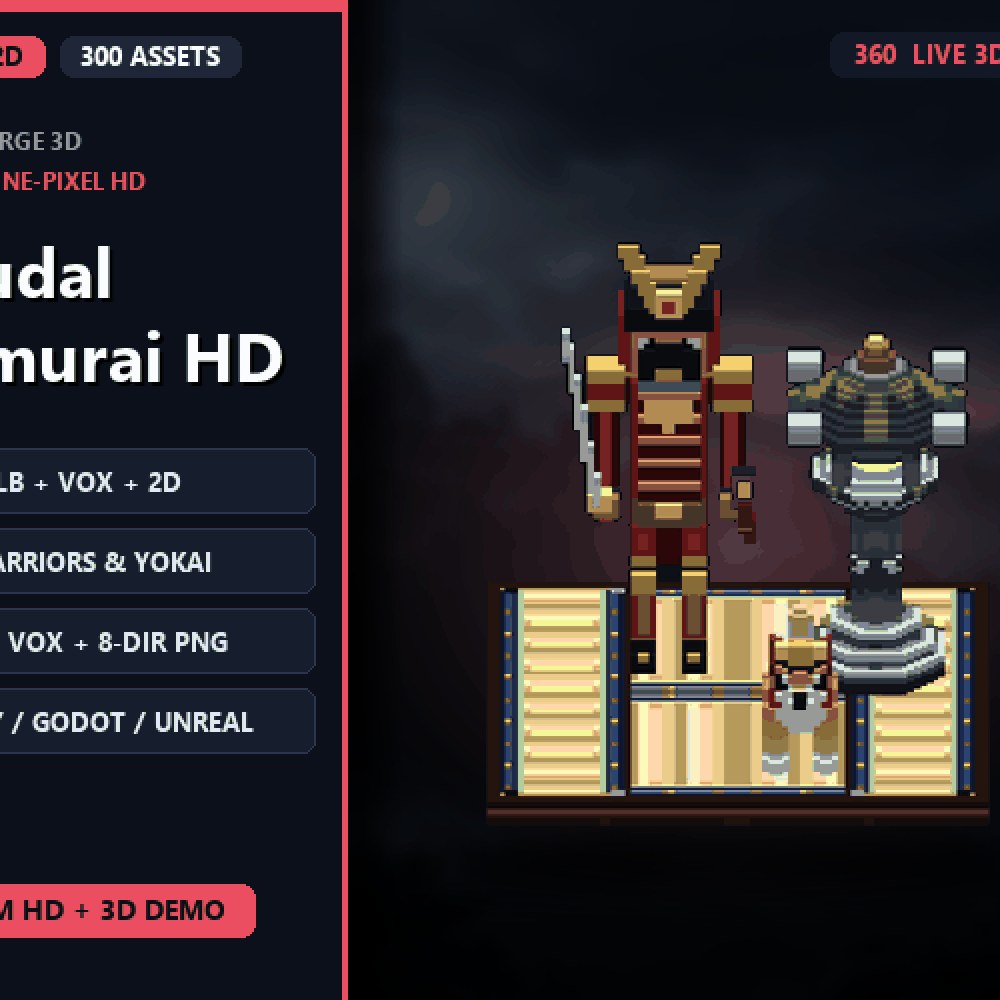 2D
300 ASSETS
360 LIVE 3D
RGE 3D
NE-PIXEL HD
udal
murai HD
LB + VOX + 2D
ARRIORS & YOKAI
VOX + 8-DIR PNG
/ GODOT / UNREAL
M HD + 3D DEMO